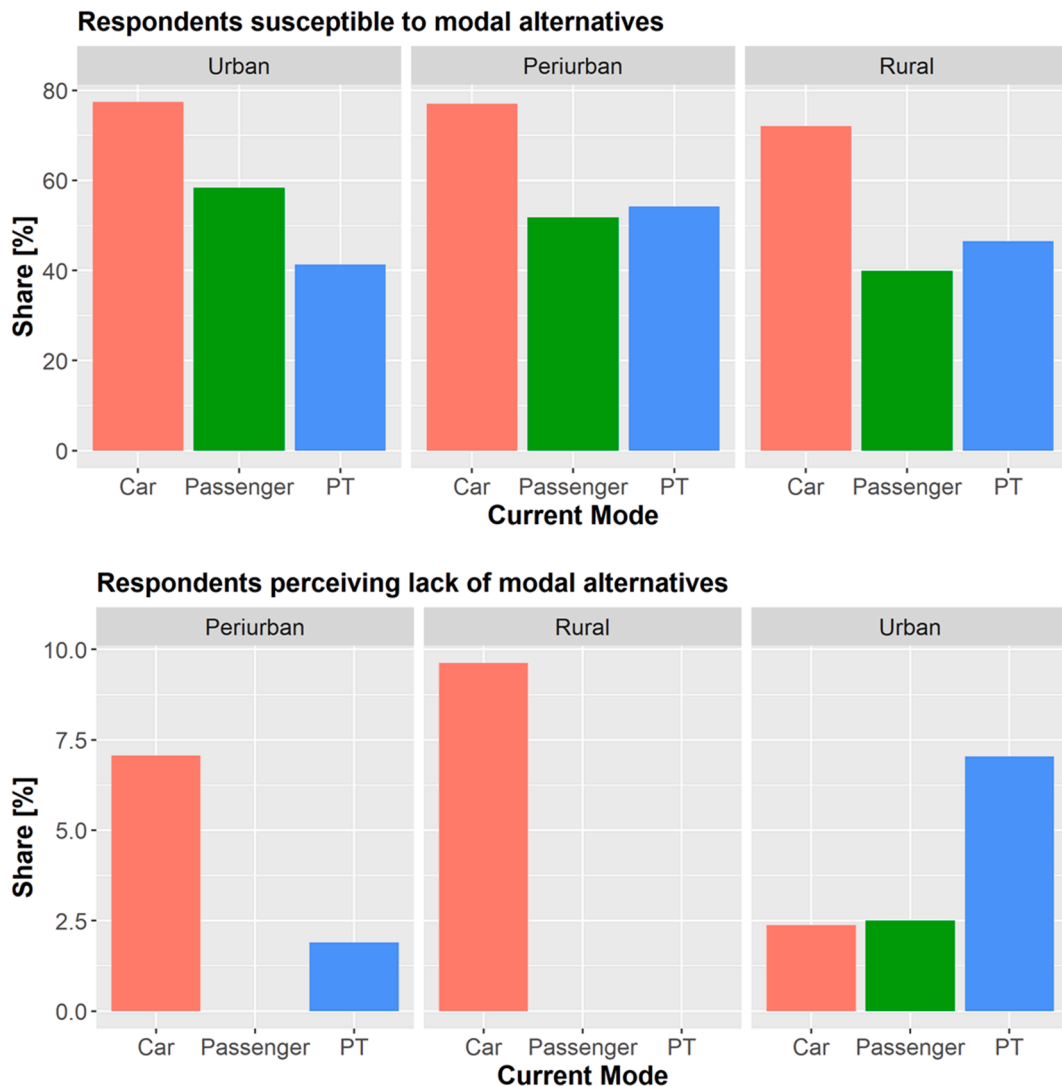 Respondents susceptible to modal alternatives
Urban
Periurban
Rural
80
60
40
20
0
Share [%]
Car Passenger PT
Car Passenger PT
Car Passenger PT
Current Mode
Respondents perceiving lack of modal alternatives
Periurban
Rural
Urban
10.0
7.5
5.0
2.5
0.0
Share [%]
Car Passenger PT
Car Passenger PT
Car Passenger PT
Current Mode